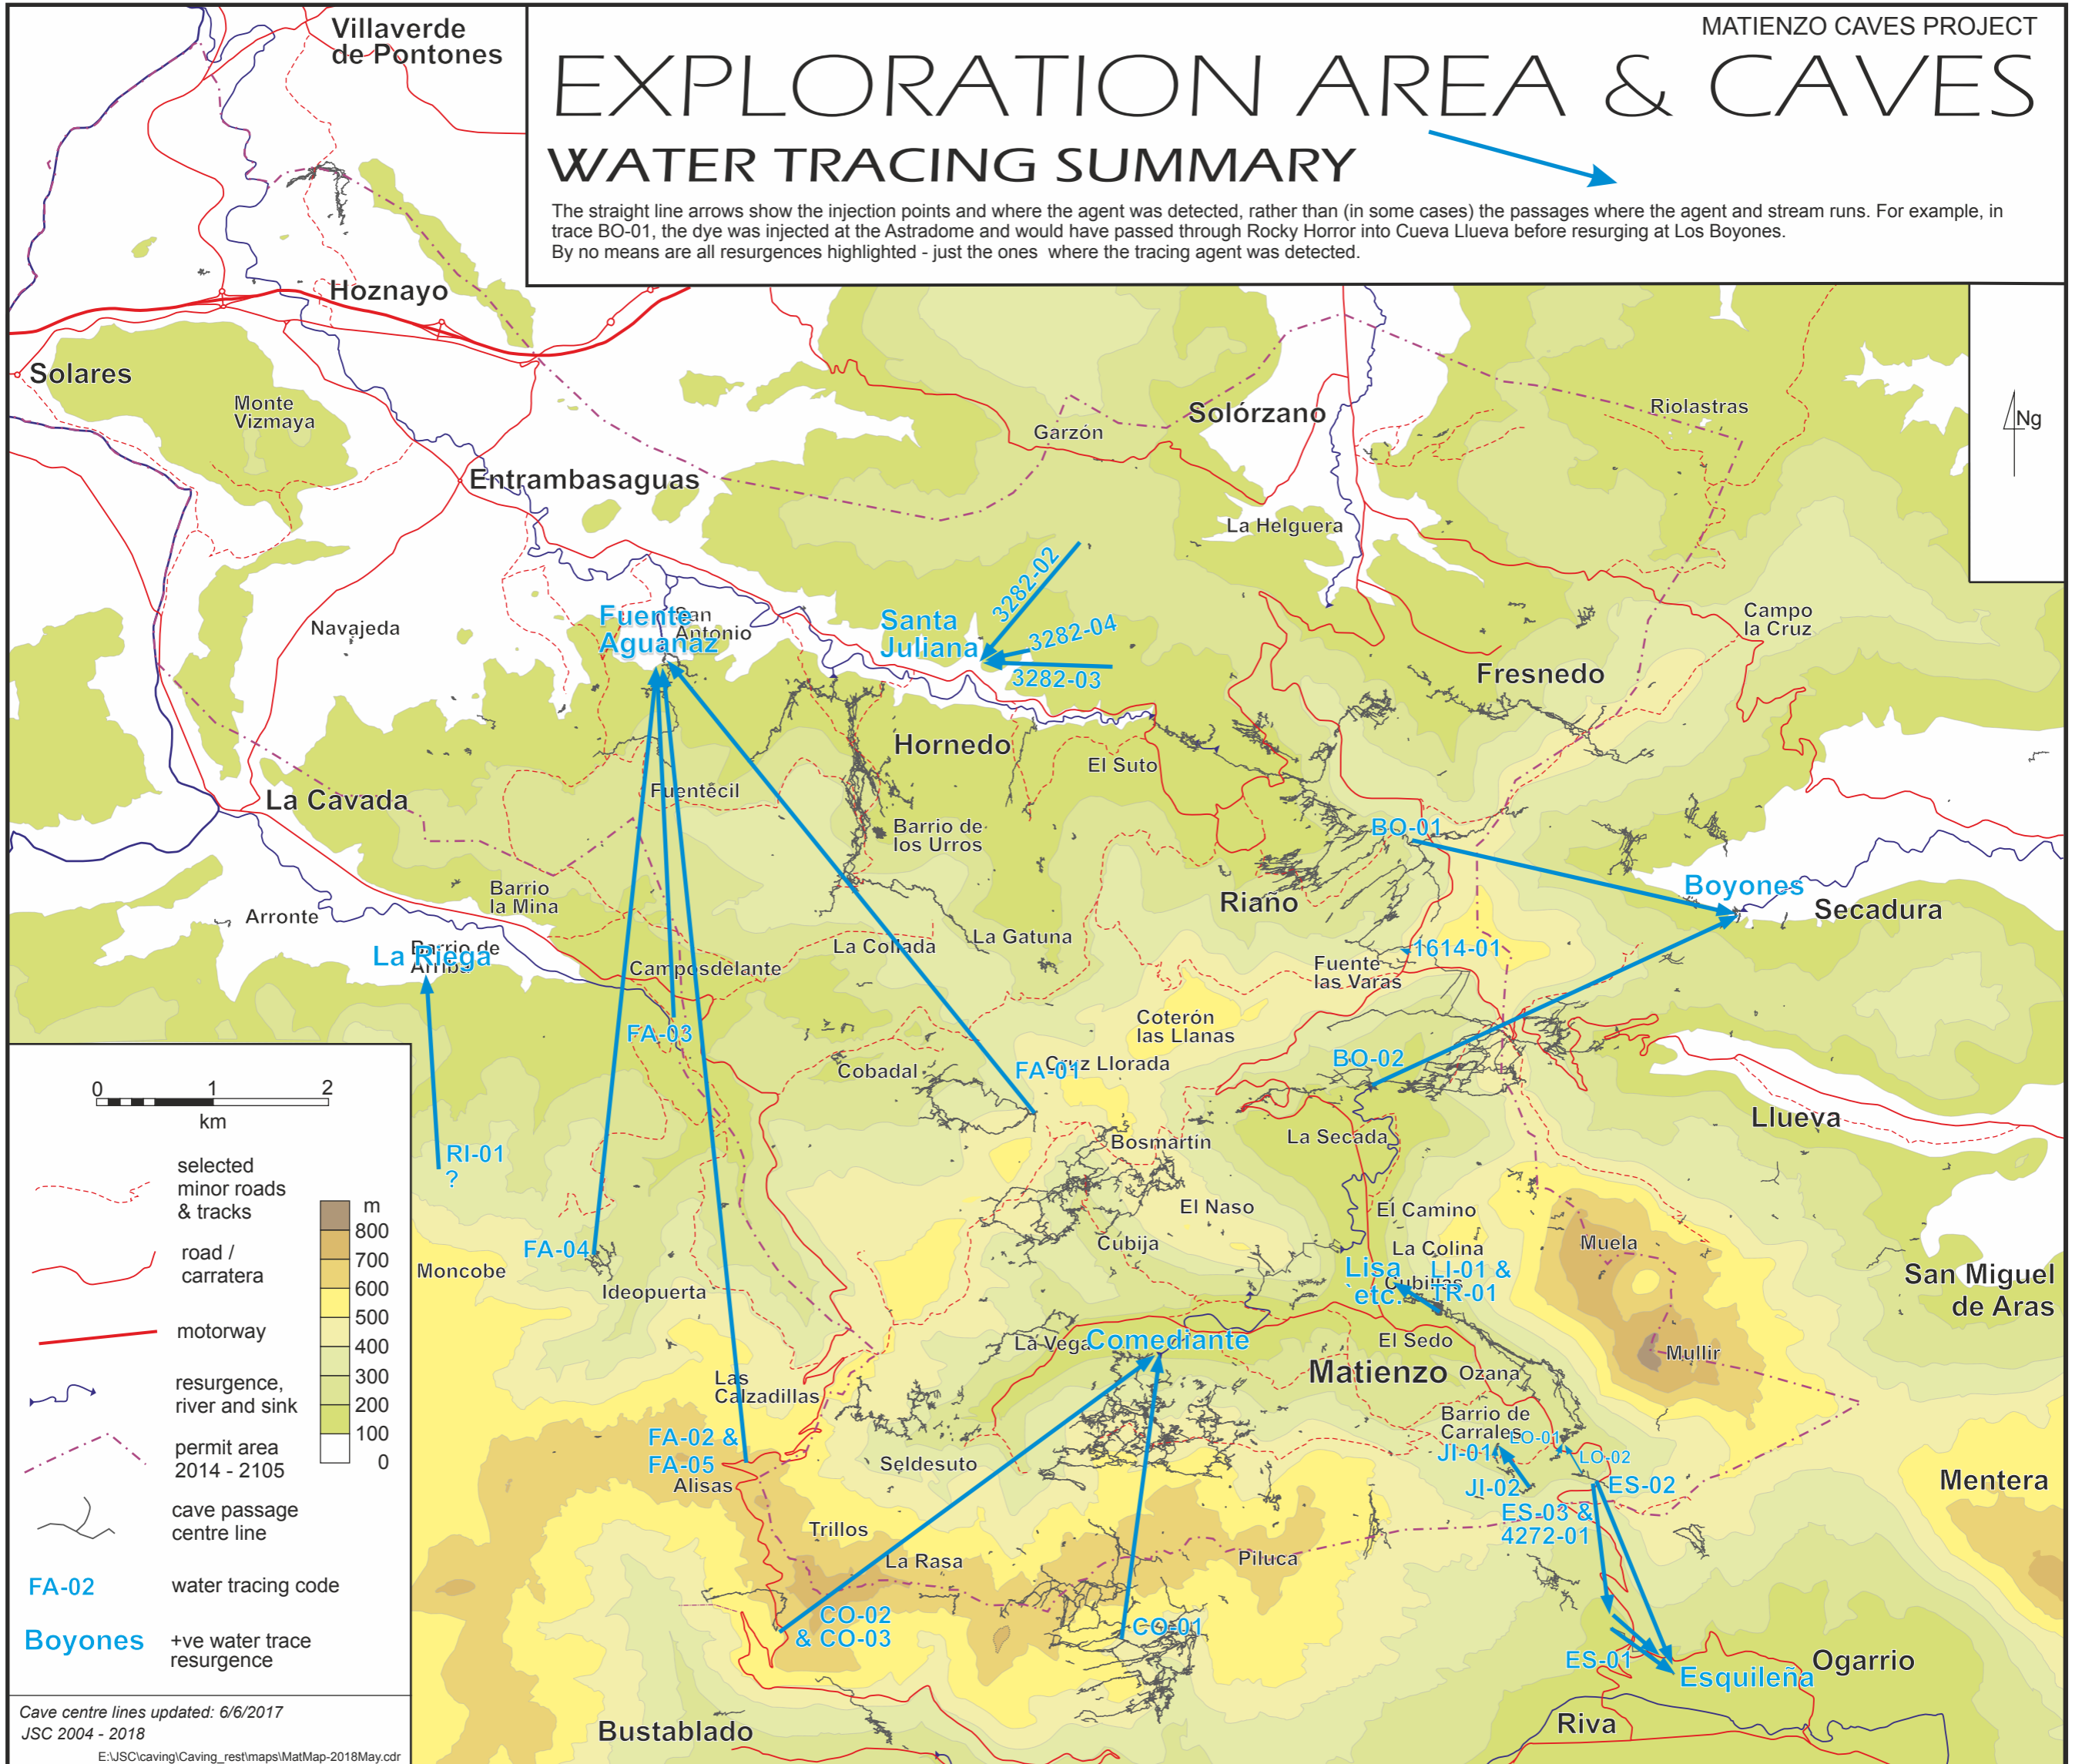 MATIENZO CAVES PROJECT
EXPLORATION AREA & CAVES
WATER TRACING SUMMARY
The straight line arrows show the injection points and where the agent was detected, rather than (in some cases) the passages where the agent and stream runs. For example, in
trace BO-01, the dye was injected at the Astradome and would have passed through Rocky Horror into Cueva Llueva before resurging at Los Boyones.
By no means are all resurgences highlighted - just the ones where the tracing agent was detected.
Villaverde
de Pontones
Hoznayo
Solares
Monte
Vizmaya
Ng
Solórzano
Riolastras
Garzón
Entrambasaguas
La Helguera
3282-02
Fuente
Aguanaz
San
Antonio
Navajeda
Santa
Juliana
3282-04
3282-03
Campo
la Cruz
Fresnedo
Hornedo
El Suto
Fuentecil
La Cavada
Barrio de
los Urros
BO-01
Boyones
Secadura
Barrio
la Mina
Arronte
Riaño
La Gatuna
La Collada
1614-01
La Riega
Barrio de
Arriba
Camposdelante
Fuente
las Varas
FA-03
Coterón
las Llanas
BO-02
Cobadal
FA-01
Cruz Llorada
Llueva
La Secada
Bosmartín
RI-01
?
El Naso
El Camino
Cubija
FA-04
Moncobe
Ideopuerta
La Colina
Muela
Lisa
etc.
Cubillas
LI-01 &
TR-01
San Miguel
de Aras
La Vega
Comediante
El Sedo
Mullir
Matienzo
Ozana
Las
Calzadillas
Barrio de
Carrales
FA-02 &
FA-05
Alisas
Seldesuto
JI-01
LO-01
LO-02
JI-02
ES-02
Mentera
ES-03 &
4272-01
Trillos
La Rasa
Piluca
CO-02
& CO-03
CO-01
ES-01
Esquileña
Ogarrio
Riva
Bustablado
0 1 2
km
selected
minor roads
& tracks
road /
carratera
motorway
resurgence,
river and sink
permit area
2014 - 2105
cave passage
centre line
FA-02 water tracing code
Boyones +ve water trace
resurgence
m
800
700
600
500
400
300
200
100
0
Cave centre lines updated: 6/6/2017
JSC 2004 - 2018
E:\JSC\caving\Caving_rest\maps\MatMap-2018May.cdr